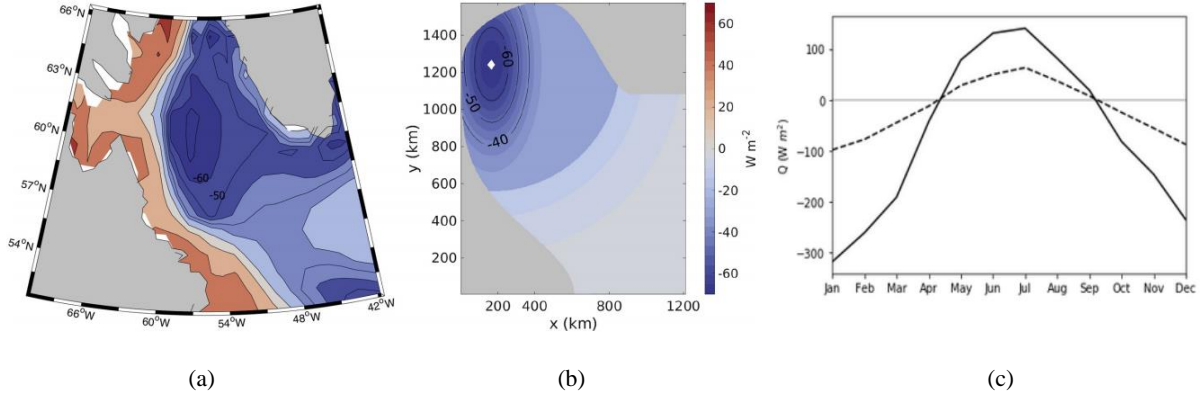 66°N
63°N
60°N
57°N
54°N
66°W
60°W
54°W
48°W
42°W
-60
-50
(a)
1400
1200
1000
800
600
400
200
y (km)
200 400 800 1200
x (km)
-60
-50
-40
60
40
20
0
-20
-40
-60
W m-2
(b)
100
0
−100
−200
−300
Q (W/m²)
Jan Feb Mar Apr May Jun Jul Aug Sep Oct Nov Dec
(c)